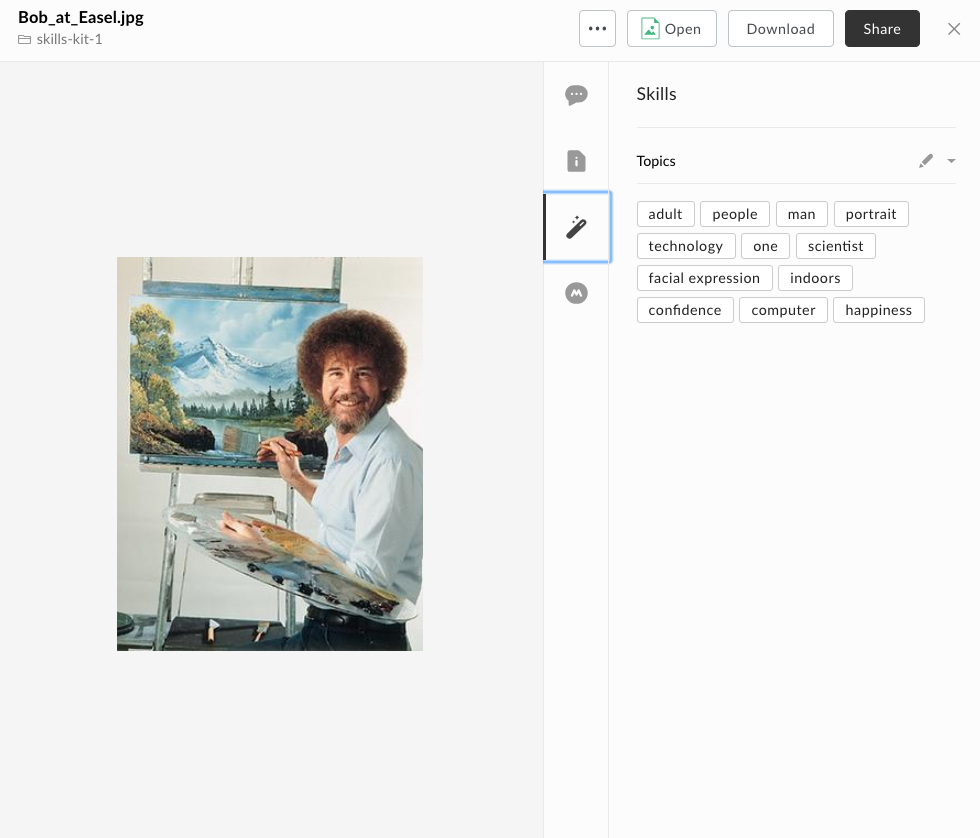 Bob_at_Easel.jpg
skills-kit-1
Open
Download
Share
Skills
Topics
adult people man portrait
technology one scientist
facial expression indoors
confidence computer happiness